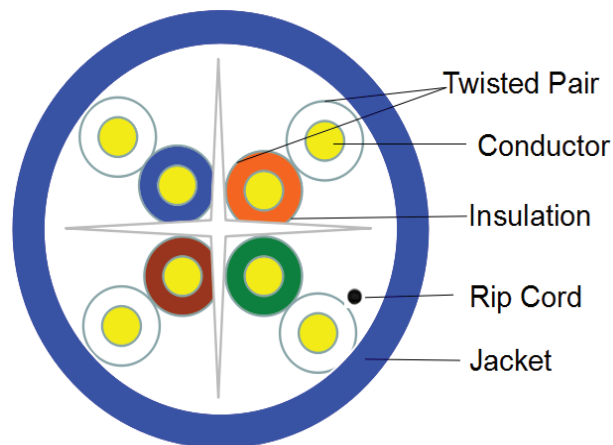 Twisted Pair
Conductor
Insulation
Rip Cord
Jacket